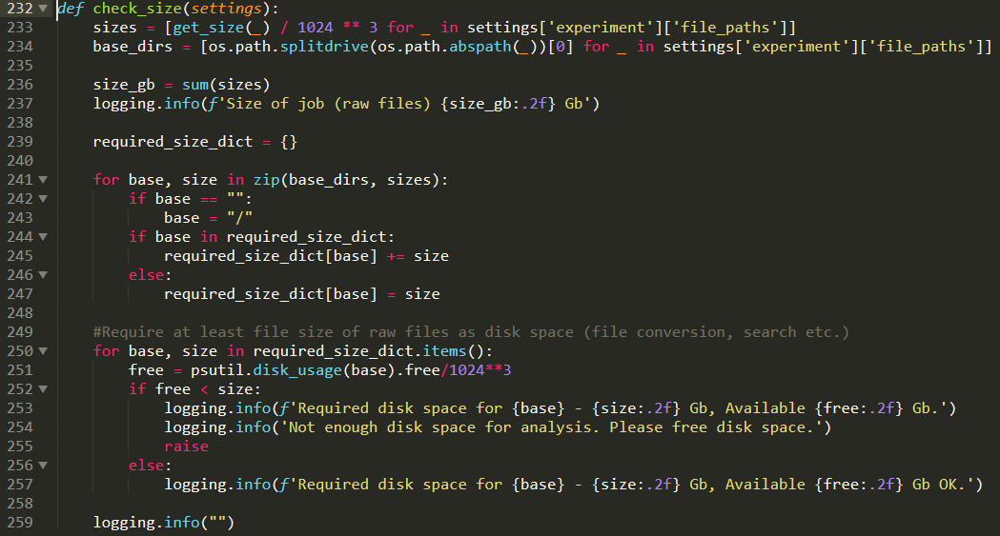 232 def check_size(settings):
233     sizes = [get_size(_) / 1024 ** 3 for _ in settings['experiment']['file_paths']]
234     base_dirs = [os.path.splitdrive(os.path.abspath(_))[0] for _ in settings['experiment']['file_paths']]
235
236     size_gb = sum(sizes)
237     logging.info(f'Size of job (raw files) {size_gb:.2f} Gb')
238
239     required_size_dict = {}
240
241     for base, size in zip(base_dirs, sizes):
242         if base == "":
243             base = "/"
244         if base in required_size_dict:
245             required_size_dict[base] += size
246         else:
247             required_size_dict[base] = size
248
249     #Require at least file size of raw files as disk space (file conversion, search etc.)
250     for base, size in required_size_dict.items():
251         free = psutil.disk_usage(base).free/1024**3
252         if free < size:
253             logging.info(f'Required disk space for {base} - {size:.2f} Gb, Available {free:.2f} Gb.')
254             logging.info('Not enough disk space for analysis. Please free disk space.')
255             raise
256         else:
257             logging.info(f'Required disk space for {base} - {size:.2f} Gb, Available {free:.2f} Gb OK.')
258
259     logging.info("")